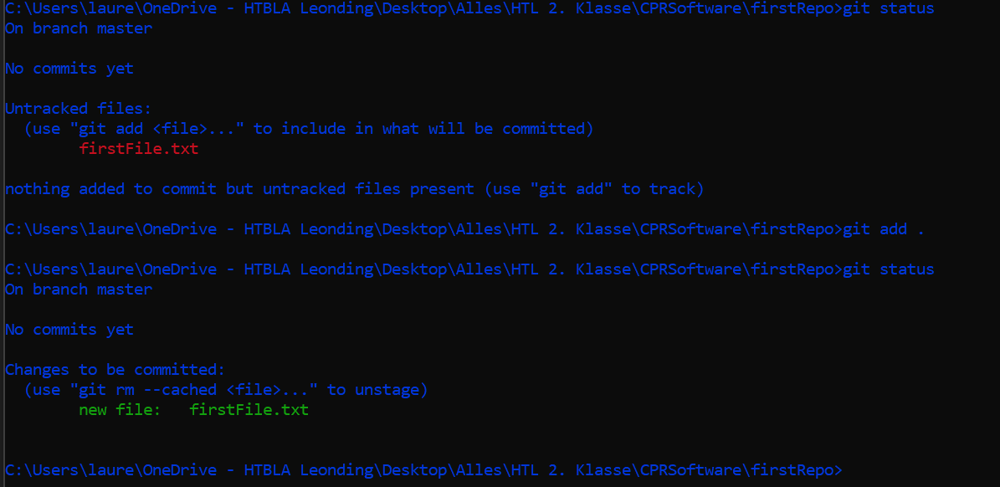 C:\Users\laure\OneDrive - HTBLA Leonding\Desktop\Alles\HTL 2. Klasse\CPRSoftware\firstRepo>git status
On branch master
No commits yet
Untracked files:
  (use "git add <file>..." to include in what will be committed)
        firstFile.txt
nothing added to commit but untracked files present (use "git add" to track)
C:\Users\laure\OneDrive - HTBLA Leonding\Desktop\Alles\HTL 2. Klasse\CPRSoftware\firstRepo>git add .
C:\Users\laure\OneDrive - HTBLA Leonding\Desktop\Alles\HTL 2. Klasse\CPRSoftware\firstRepo>git status
On branch master
No commits yet
Changes to be committed:
  (use "git rm --cached <file>..." to unstage)
        new file:   firstFile.txt
C:\Users\laure\OneDrive - HTBLA Leonding\Desktop\Alles\HTL 2. Klasse\CPRSoftware\firstRepo>